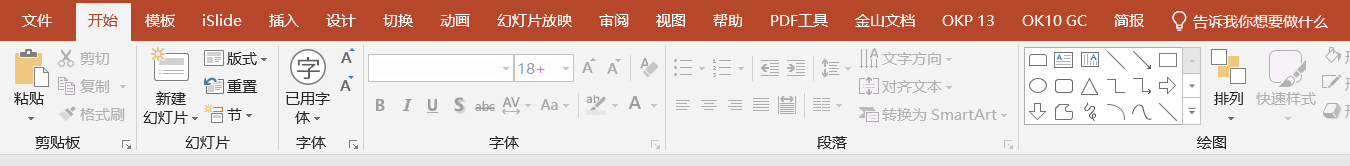 文件 开始 模板 iSlide 插入 设计 切换 动画 幻灯片放映 审阅 视图 帮助 PDF工具 金山文档 OKP 13 OK10 GC 简报 告诉我你想要做什么
粘贴
剪切
复制
格式刷
剪贴板
新建
幻灯片
版式
重置
节
幻灯片
字
已用字
体
A
A
字体
18+ A A A
B I U S abc AV Aa ab A
字体
文字方向
对齐文本
转换为 SmartArt
段落
排列
快速样式
绘图